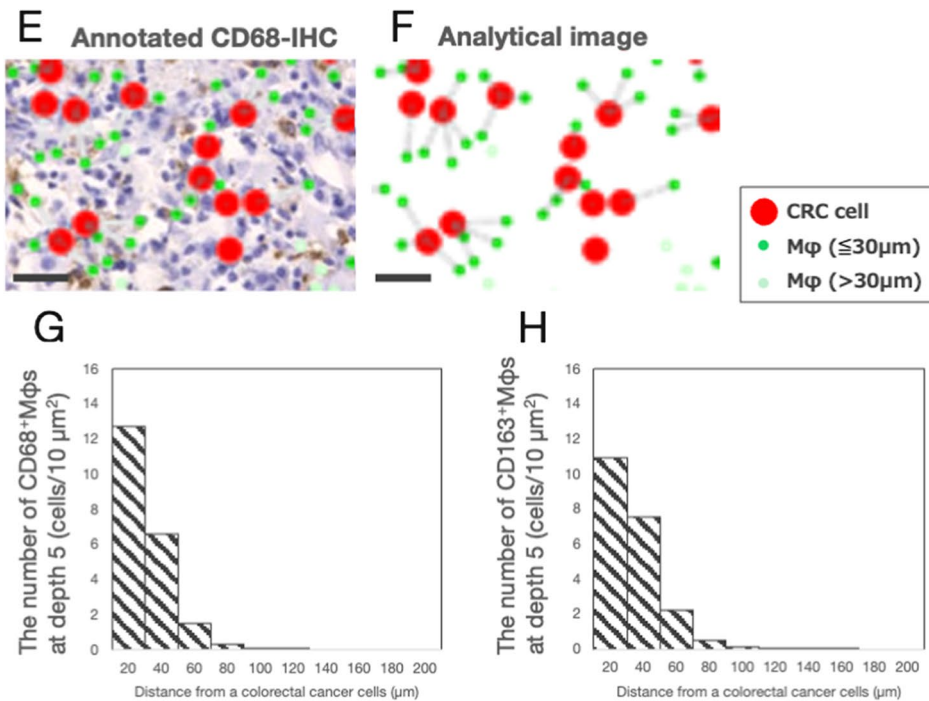 E Annotated CD68-IHC
F Analytical image
CRC cell
Mφ (≦30μm)
Mφ (>30μm)
G
The number of CD68⁺Mφs
at depth 5 (cells/10 μm²)
16
14
12
10
8
6
4
2
0
20 40 60 80 100 120 140 160 180 200
Distance from a colorectal cancer cells (μm)
H
The number of CD163⁺Mφs
at depth 5 (cells/10 μm²)
16
14
12
10
8
6
4
2
0
20 40 60 80 100 120 140 160 180 200
Distance from a colorectal cancer cells (μm)